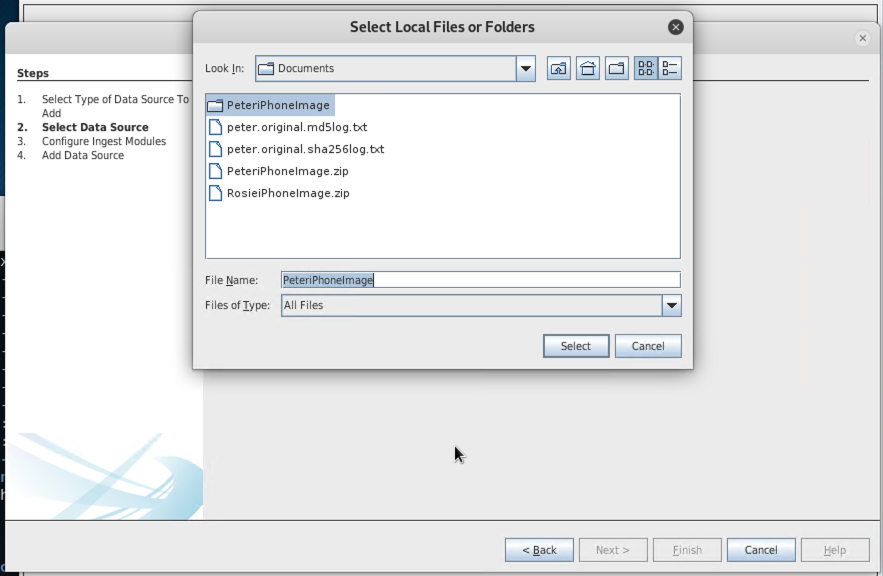 Select Local Files or Folders
Look In:
Documents
PeteriPhoneImage
peter.original.md5log.txt
peter.original.sha256log.txt
PeteriPhoneImage.zip
RosieiPhoneImage.zip
File Name:
PeteriPhoneImage
Files of Type:
All Files
Select
Cancel
Steps
1. Select Type of Data Source To
Add
2. Select Data Source
3. Configure Ingest Modules
4. Add Data Source
< Back
Next >
Finish
Cancel
Help